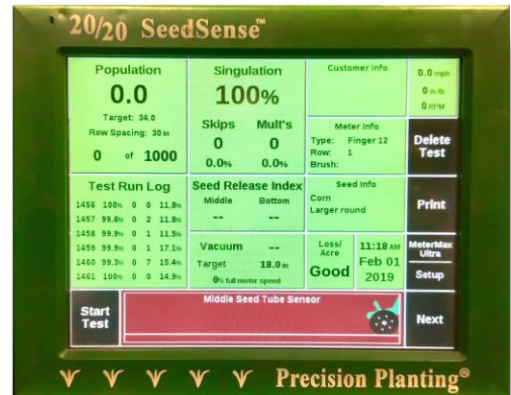 20/20 SeedSense™
Population
0.0
Target: 34.0
Row Spacing: 30 in
0 of 1000
Singulation
100%
Skips Mult's
0 0
0.0% 0.0%
Customer Info
0.0 mph
0 in-lb
0 RPM
Meter Info
Type: Finger 12
Row: 1
Brush:
Delete
Test
Test Run Log
1456 100% 0 0 11.8%
1457 99.8% 0 2 11.8%
1458 99.9% 0 1 11.5%
1459 99.9% 0 1 17.1%
1460 99.3% 0 7 15.4%
1461 100% 0 0 14.9%
Seed Release Index
Middle Bottom
-- --
Seed Info
Corn
Larger round
Print
Vacuum --
Target 18.0 in
0% full motor speed
Loss/
Acre
Good
11:18 AM
Feb 01
2019
MeterMax
Ultra
Setup
Start
Test
Middle Seed Tube Sensor
Next
Precision Planting®